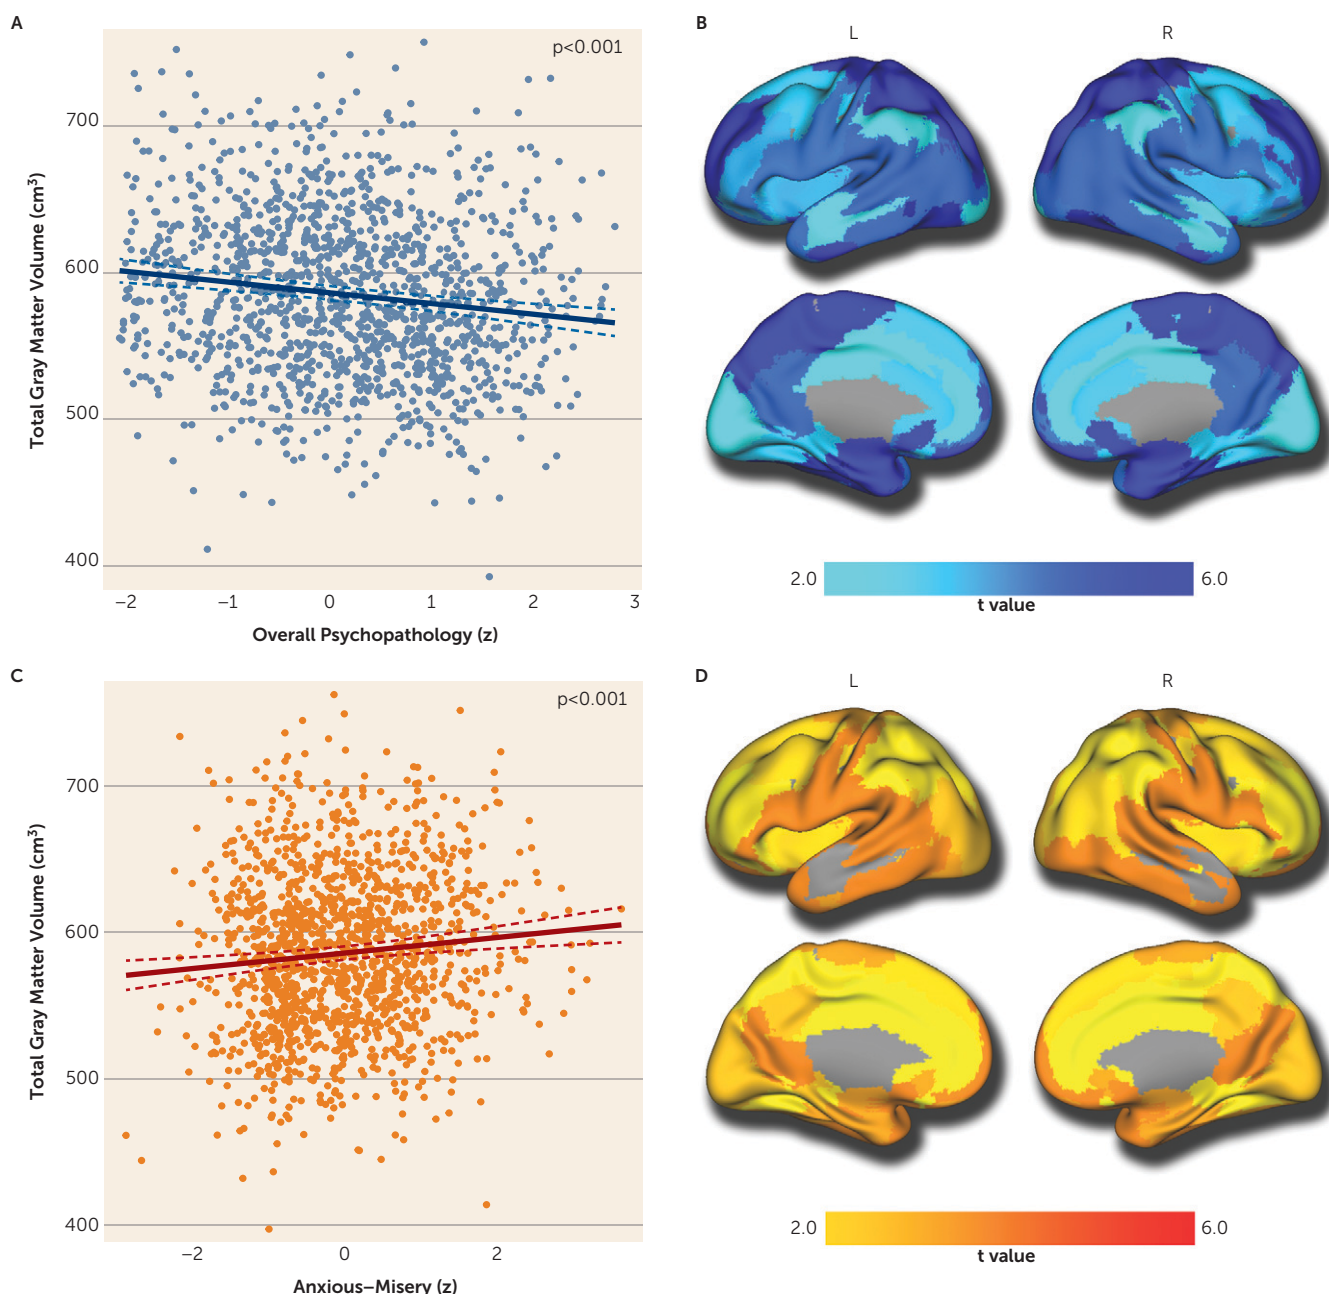 A
p<0.001
Total Gray Matter Volume (cm³)
700
600
500
400
−2 −1 0 1 2 3
Overall Psychopathology (z)
B
L R
2.0 6.0
t value
C
p<0.001
Total Gray Matter Volume (cm³)
700
600
500
400
−2 0 2
Anxious–Misery (z)
D
L R
2.0 6.0
t value